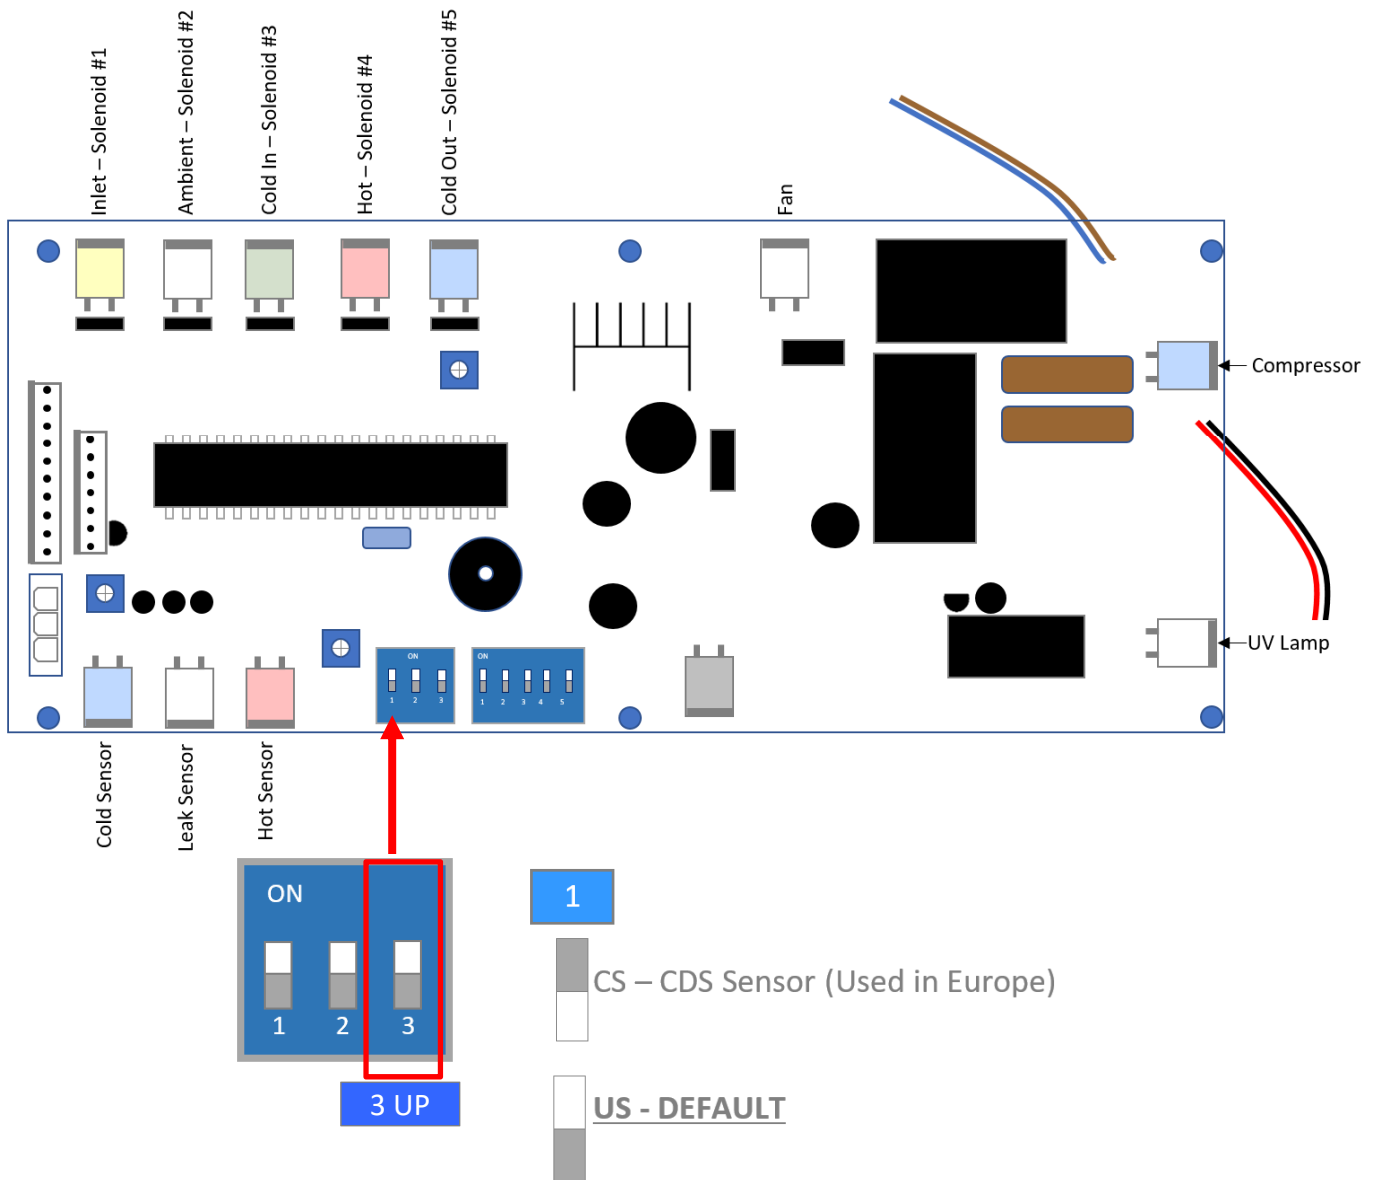 Inlet – Solenoid #1
Ambient – Solenoid #2
Cold In – Solenoid #3
Hot – Solenoid #4
Cold Out – Solenoid #5
Fan
Compressor
UV Lamp
ON
1 2 3
ON
1 2 3 4 5
Cold Sensor
Leak Sensor
Hot Sensor
ON
1 2 3
3 UP
1
CS – CDS Sensor (Used in Europe)
US - DEFAULT